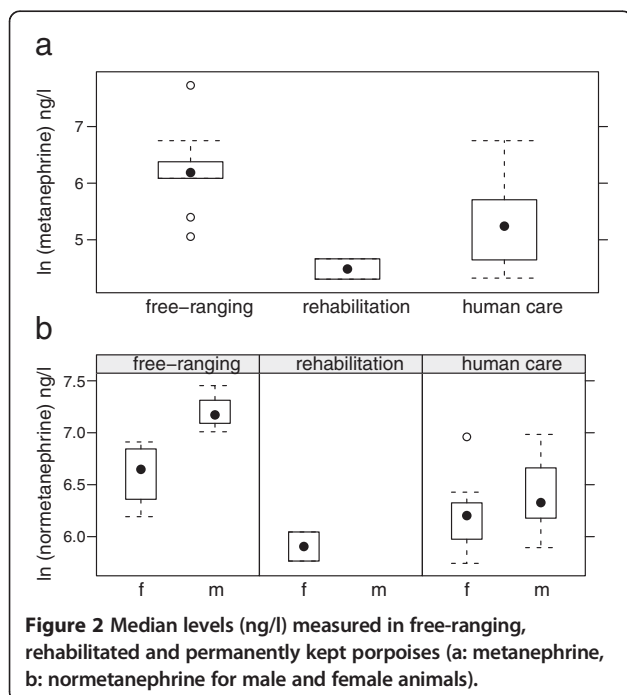 a
ln (metanephrine) ng/l
7
6
5
free−ranging rehabilitation human care
b
free−ranging rehabilitation human care
ln (normetanephrine) ng/l
7.5
7.0
6.5
6.0
f m f m f m
Figure 2 Median levels (ng/l) measured in free-ranging,
rehabilitated and permanently kept porpoises (a: metanephrine,
b: normetanephrine for male and female animals).